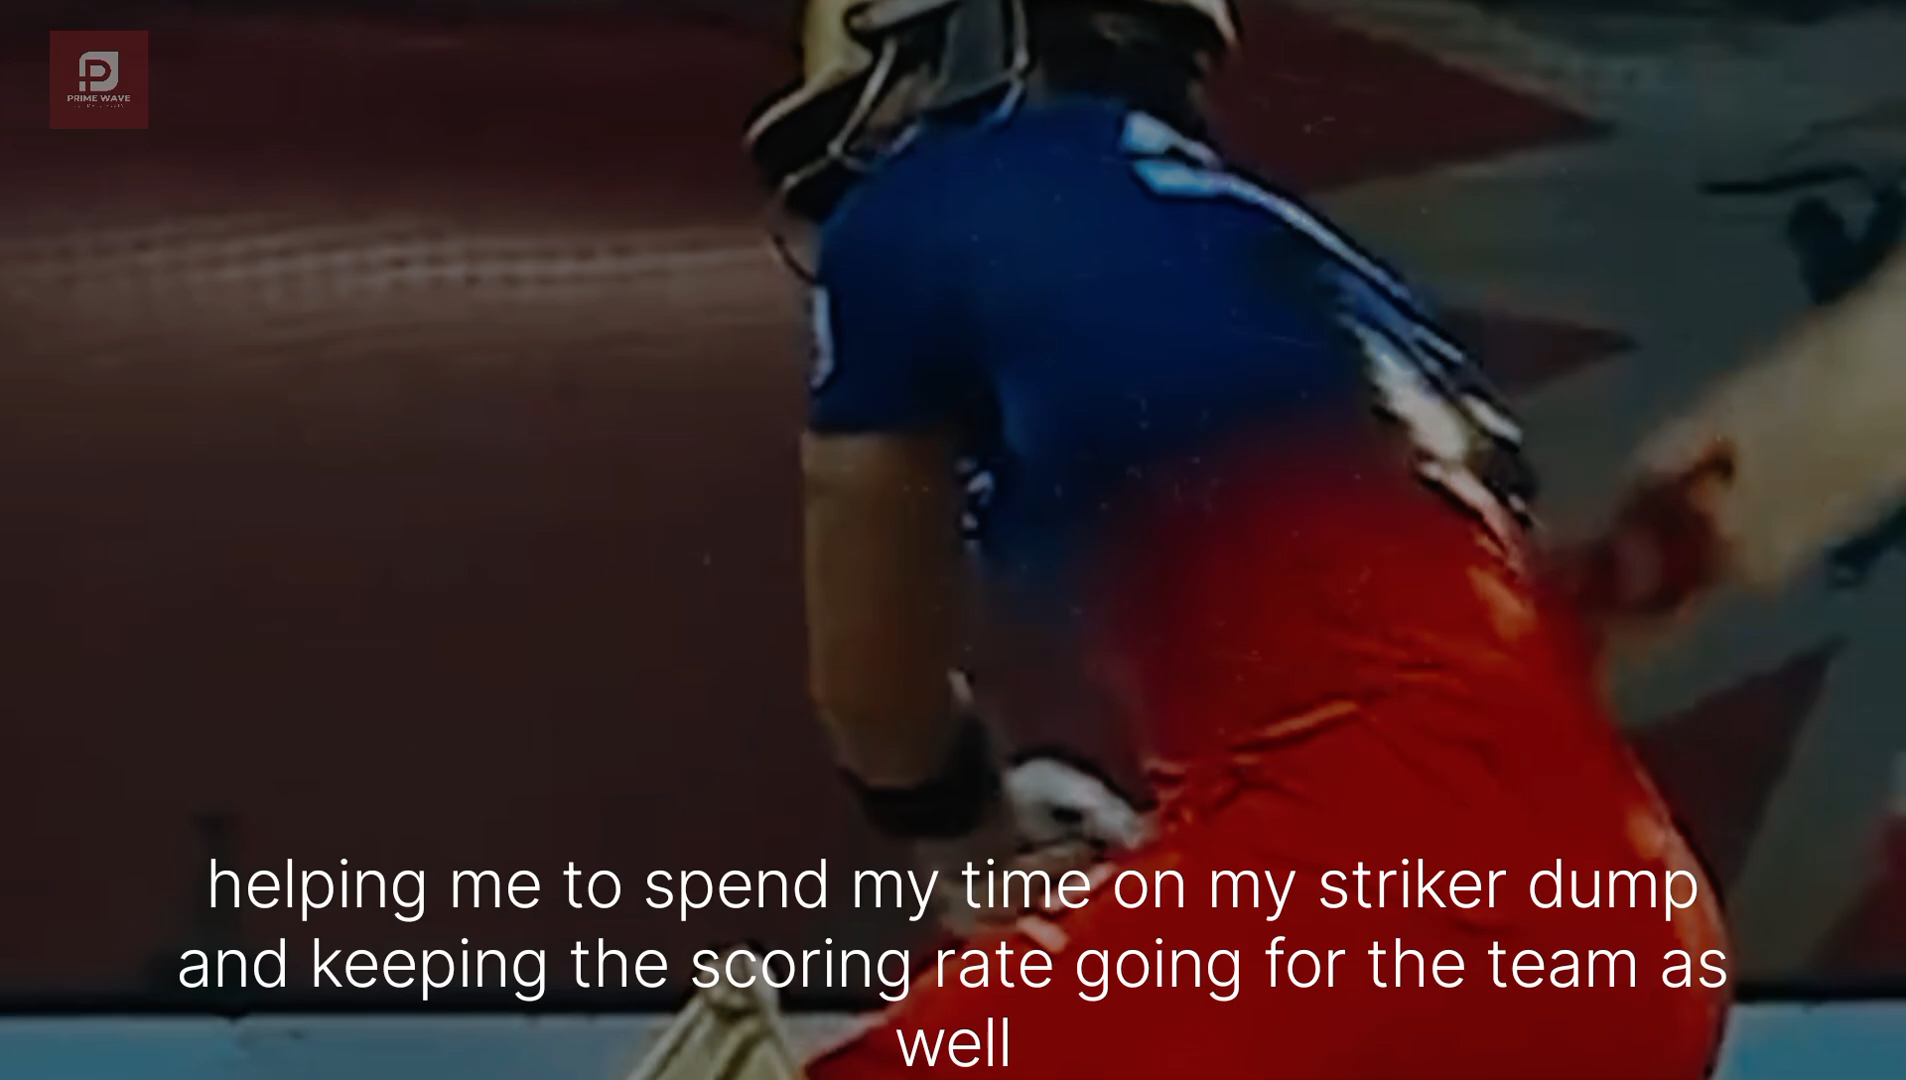 PRIME WAVE
helping me to spend my time on my striker dump
and keeping the scoring rate going for the team as
well